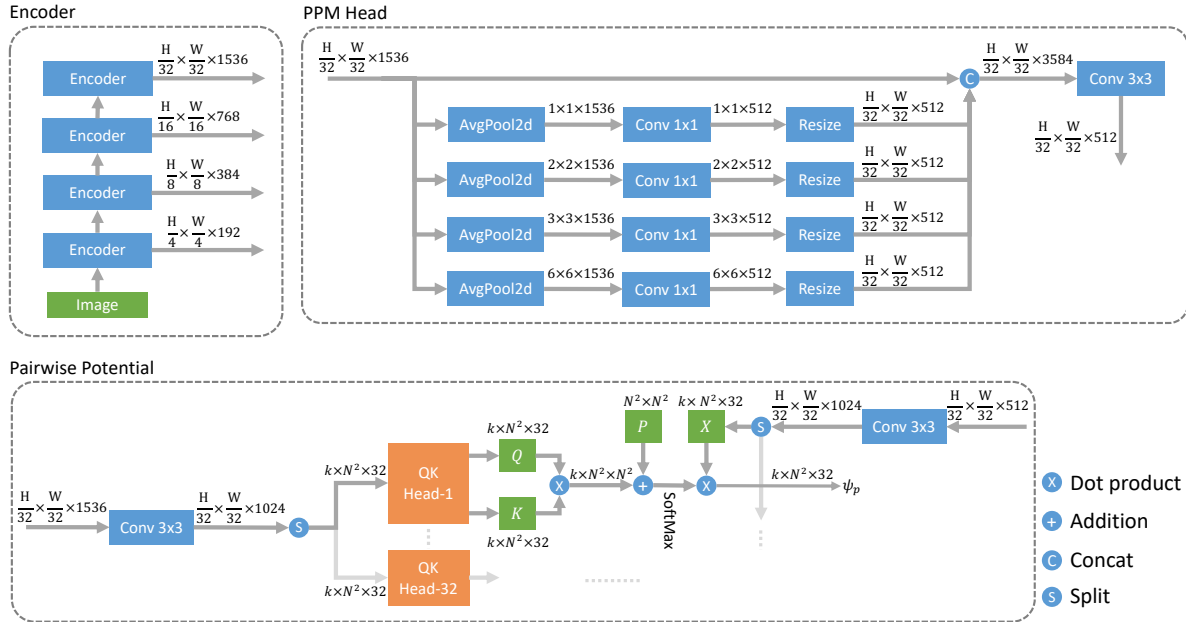 Encoder
H/32 × W/32 ×1536
Encoder
H/16 × W/16 ×768
Encoder
H/8 × W/8 ×384
Encoder
H/4 × W/4 ×192
Encoder
Image
PPM Head
H/32 × W/32 ×1536
H/32 × W/32 ×3584
C
Conv 3x3
H/32 × W/32 ×512
AvgPool2d 1×1×1536 Conv 1x1 1×1×512 Resize H/32 × W/32 ×512
AvgPool2d 2×2×1536 Conv 1x1 2×2×512 Resize H/32 × W/32 ×512
AvgPool2d 3×3×1536 Conv 1x1 3×3×512 Resize H/32 × W/32 ×512
AvgPool2d 6×6×1536 Conv 1x1 6×6×512 Resize H/32 × W/32 ×512
Pairwise Potential
H/32 × W/32 ×1536
Conv 3x3
H/32 × W/32 ×1024
S
k×N²×32
QK
Head-1
k×N²×32
Q
K
k×N²×32
X
k×N²×N²
N²×N²
P
+
SoftMax
k×N²×32
X
X
S
H/32 × W/32 ×1024
Conv 3x3
H/32 × W/32 ×512
k×N²×32
ψp
k×N²×32
QK
Head-32
X Dot product
+ Addition
C Concat
S Split